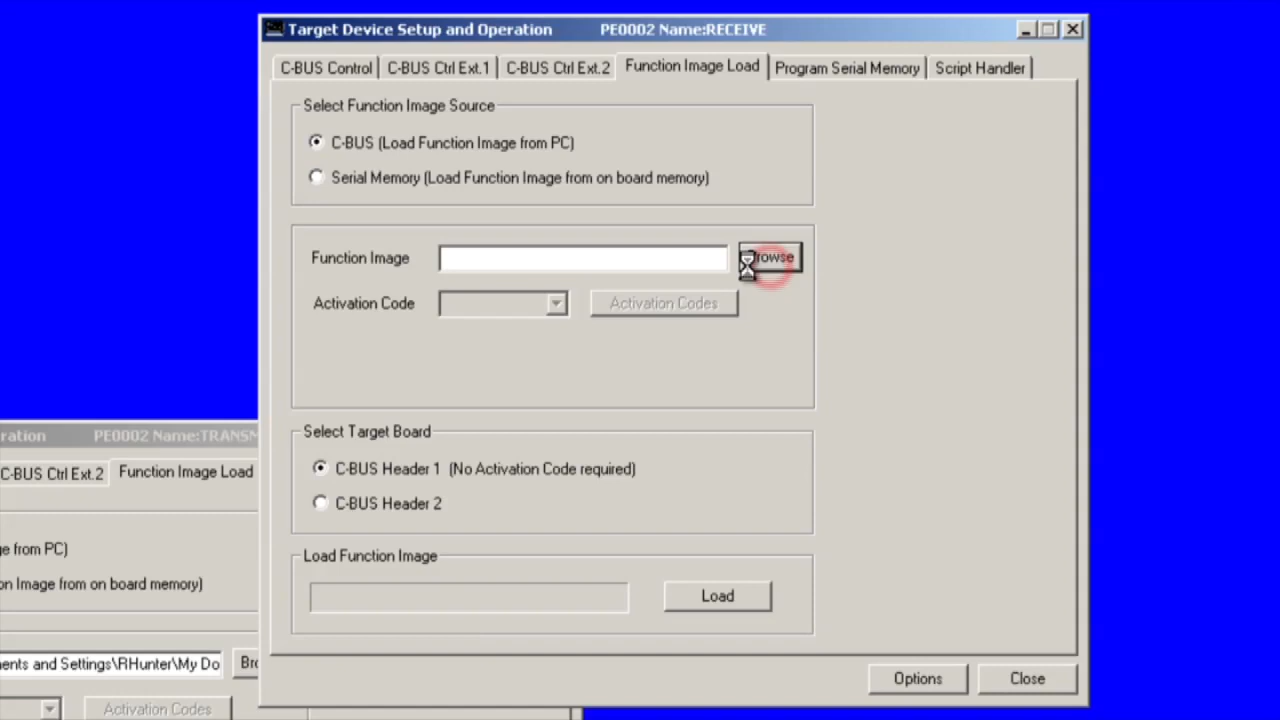 Target Device Setup and Operation PE0002 Name:RECEIVE
C-BUS Control C-BUS Ctrl Ext.1 C-BUS Ctrl Ext.2 Function Image Load Program Serial Memory Script Handler
Select Function Image Source
C-BUS (Load Function Image from PC)
Serial Memory (Load Function Image from on board memory)
Function Image rowse
Activation Code Activation Codes
Select Target Board
C-BUS Header 1 (No Activation Code required)
C-BUS Header 2
Load Function Image
Load
Options Close
ration PE0002 Name:TRANSM
C-BUS Ctrl Ext.2 Function Image Load
ge from PC)
on Image from on board memory)
ents and Settings\RHunter\My Do Bro
Activation Codes